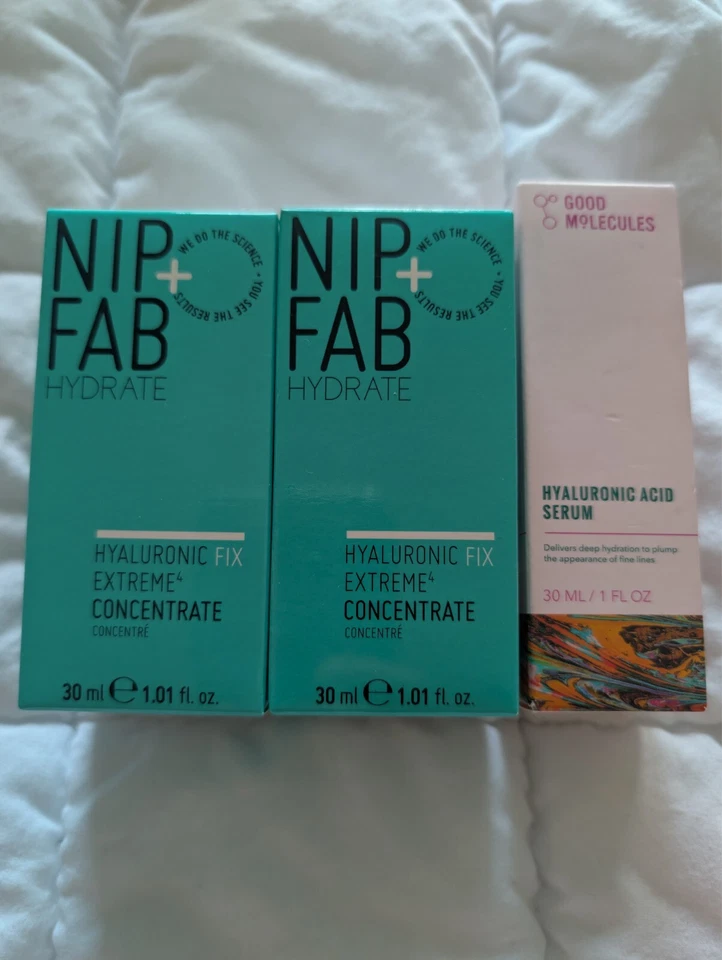 NIP+
FAB
HYDRATE
WE DO THE SCIENCE • YOU SEE THE RESULTS
HYALURONIC FIX
EXTREME⁴
CONCENTRATE
CONCENTRÉ
30 ml ℮ 1.01 fl. oz.
NIP+
FAB
HYDRATE
WE DO THE SCIENCE • YOU SEE THE RESULTS
HYALURONIC FIX
EXTREME⁴
CONCENTRATE
CONCENTRÉ
30 ml ℮ 1.01 fl. oz.
GOOD
MOLECULES
HYALURONIC ACID
SERUM
Delivers deep hydration to plump
the appearance of fine lines
30 ML / 1 FL OZ